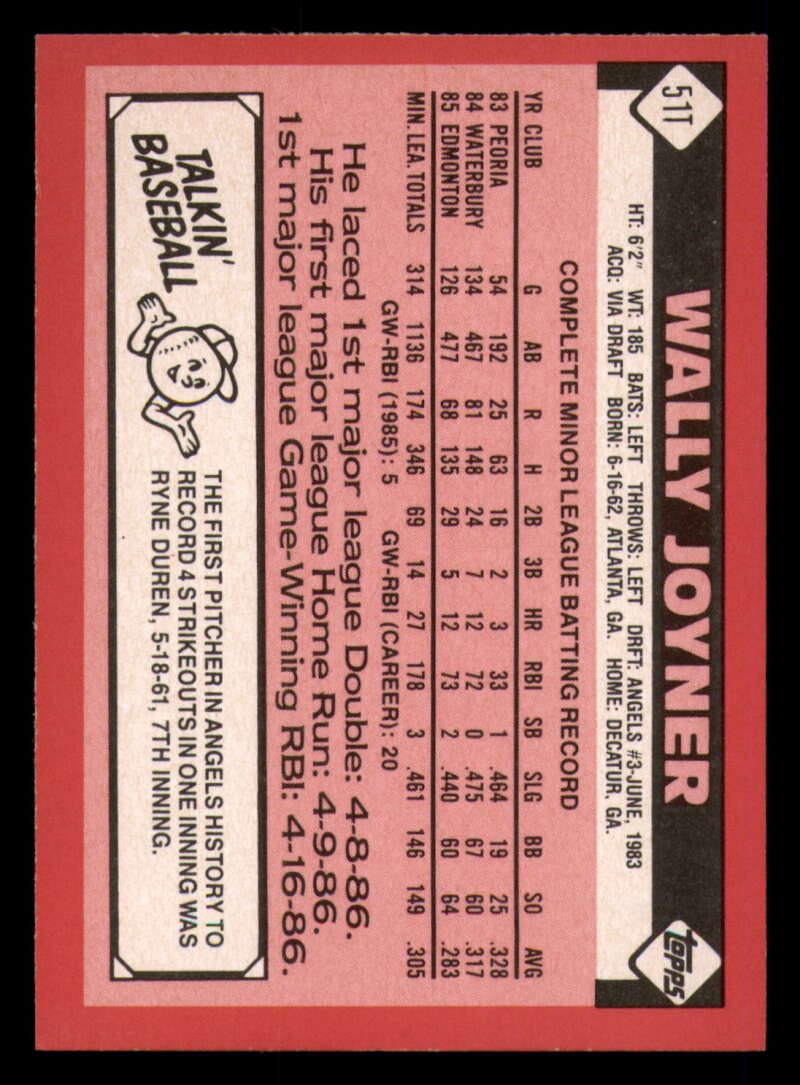 51T
WALLY JOYNER
topps
HT: 6'2" WT: 185 BATS: LEFT THROWS: LEFT DRFT: ANGELS #3-JUNE, 1983
ACQ: VIA DRAFT BORN: 6-16-62, ATLANTA, GA. HOME: DECATUR, GA.
COMPLETE MINOR LEAGUE BATTING RECORD
YR CLUB G AB R H 2B 3B HR RBI SB SLG BB SO AVG
83 PEORIA 54 192 25 63 16 2 3 33 1 .464 19 25 .328
84 WATERBURY 134 467 81 148 24 7 12 72 0 .475 67 60 .317
85 EDMONTON 126 477 68 135 29 5 12 73 2 .440 60 64 .283
MIN. LEA. TOTALS 314 1136 174 346 69 14 27 178 3 .461 146 149 .305
GW-RBI (1985): 5 GW-RBI (CAREER): 20
He laced 1st major league Double: 4-8-86.
His first major league Home Run: 4-9-86.
1st major league Game-Winning RBI: 4-16-86.
TALKIN'
BASEBALL
THE FIRST PITCHER IN ANGELS HISTORY TO
RECORD 4 STRIKEOUTS IN ONE INNING WAS
RYNE DUREN, 5-18-61, 7TH INNING.